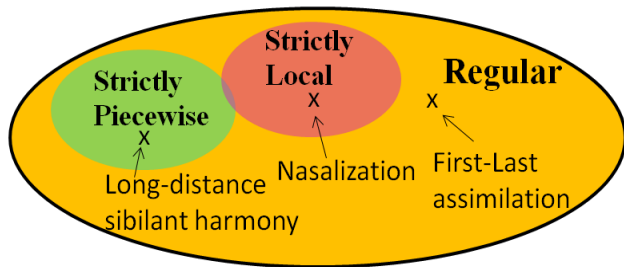 Strictly
Piecewise
x
Long-distance
sibilant harmony
Strictly
Local
x
Nasalization
Regular
x
First-Last
assimilation